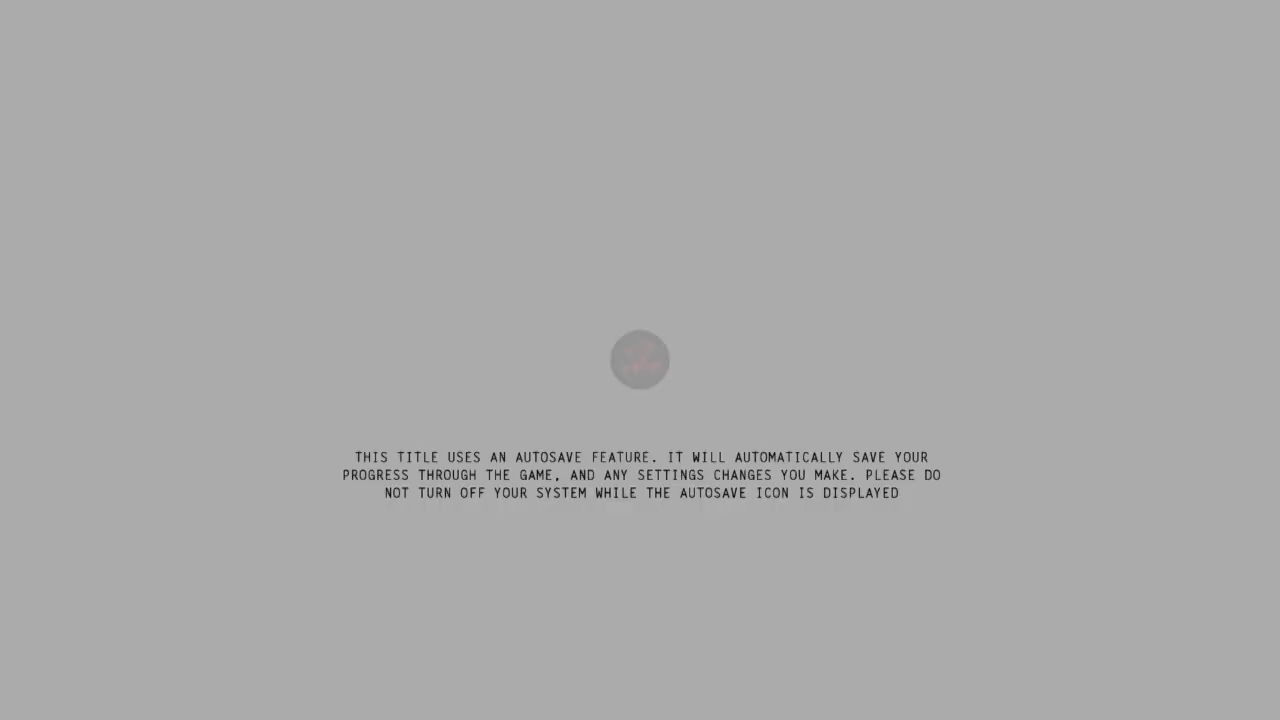 THIS TITLE USES AN AUTOSAVE FEATURE. IT WILL AUTOMATICALLY SAVE YOUR
PROGRESS THROUGH THE GAME, AND ANY SETTINGS CHANGES YOU MAKE. PLEASE DO
NOT TURN OFF YOUR SYSTEM WHILE THE AUTOSAVE ICON IS DISPLAYED